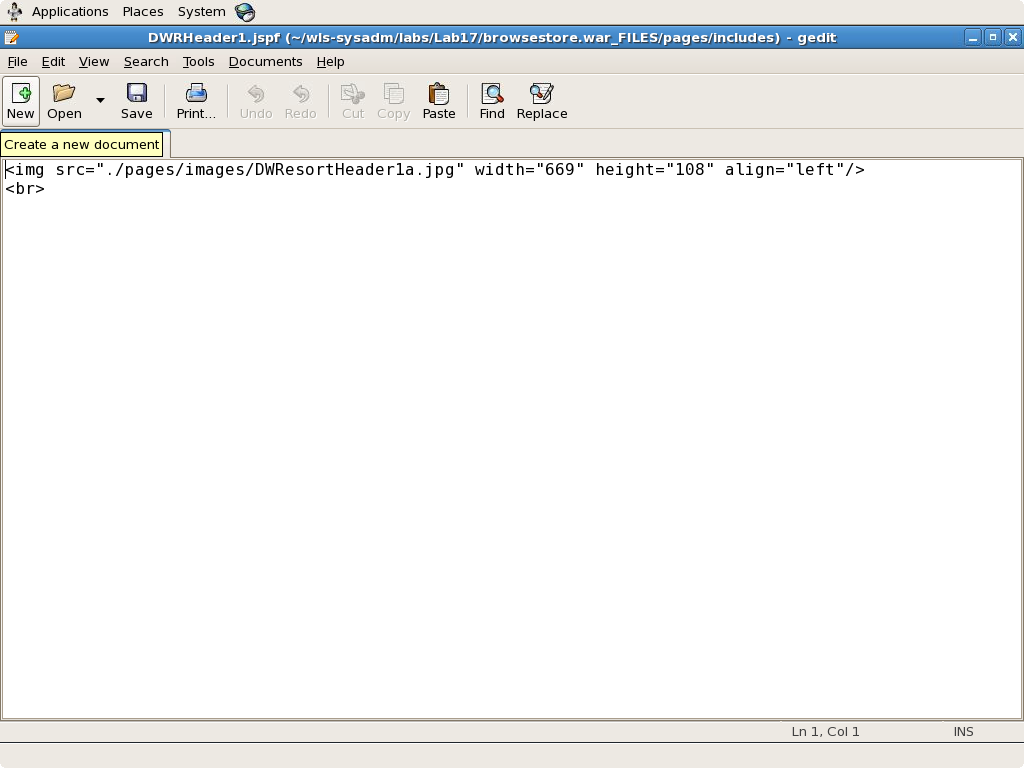 Applications Places System
DWRHeader1.jspf (~/wls-sysadm/labs/Lab17/browsestore.war_FILES/pages/includes) - gedit
File Edit View Search Tools Documents Help
New Open Save Print... Undo Redo Cut Copy Paste Find Replace
Create a new document
<img src="./pages/images/DWResortHeader1a.jpg" width="669" height="108" align="left"/>
<br>
Ln 1, Col 1 INS